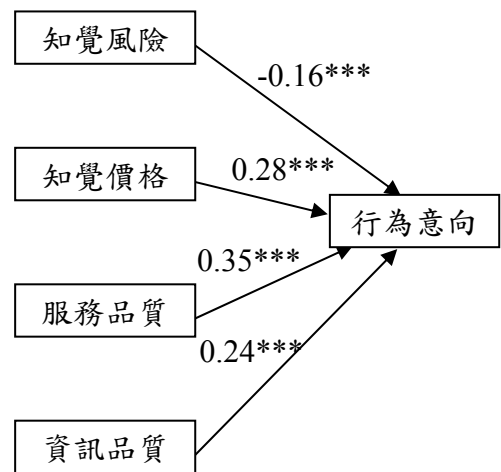 知覺風險
-0.16***
知覺價格
0.28***
行為意向
0.35***
服務品質
0.24***
資訊品質